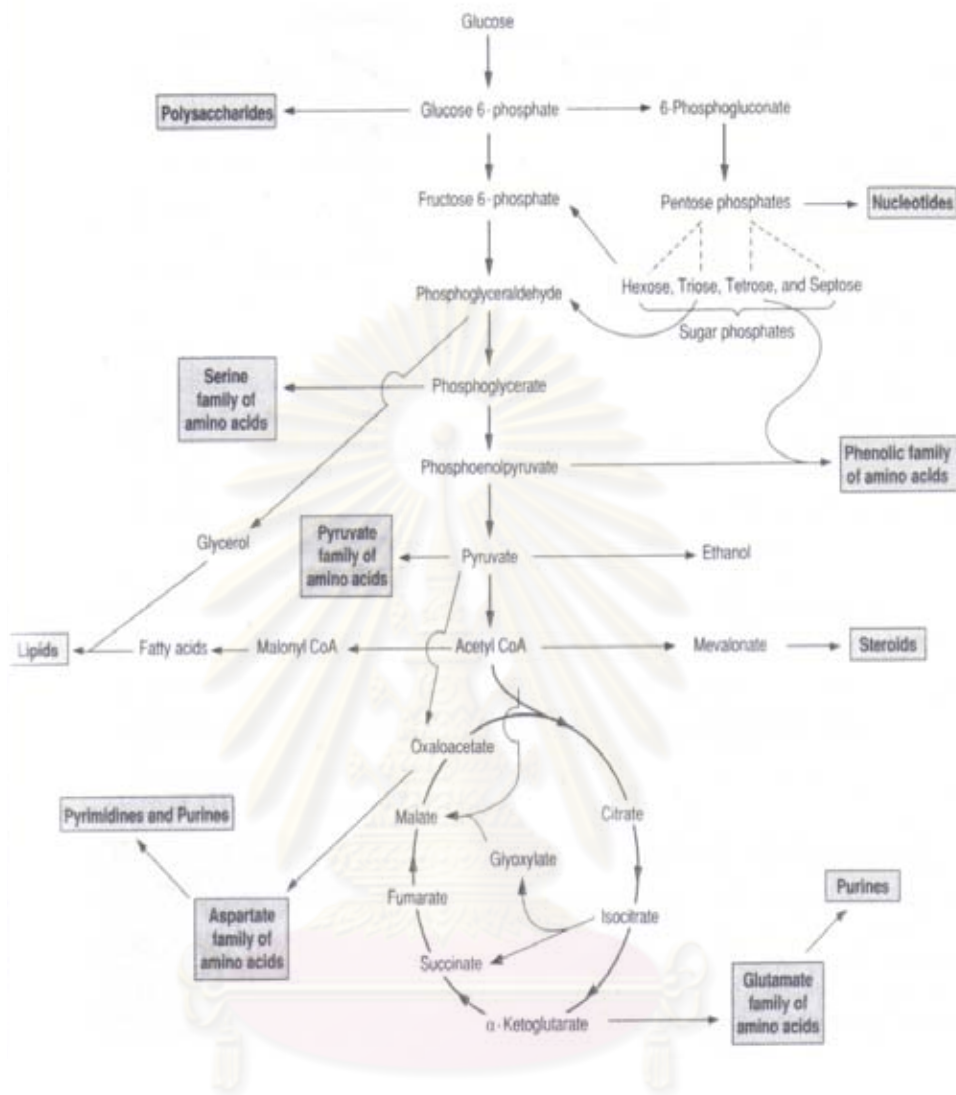 Glucose
Polysaccharides
Glucose 6-phosphate
6-Phosphogluconate
Fructose 6-phosphate
Pentose phosphates
Nucleotides
Phosphoglyceraldehyde
Hexose, Triose, Tetrose, and Septose
Sugar phosphates
Serine
family of
amino acids
Phosphoglycerate
Phosphoenolpyruvate
Phenolic family
of amino acids
Glycerol
Pyruvate
family of
amino acids
Pyruvate
Ethanol
Lipids
Fatty acids
Malonyl CoA
Acetyl CoA
Mevalonate
Steroids
Oxaloacetate
Pyrimidines and Purines
Malate
Citrate
Glyoxylate
Fumarate
Purines
Aspartate
family of
amino acids
Isocitrate
Succinate
Glutamate
family of
amino acids
α-Ketoglutarate